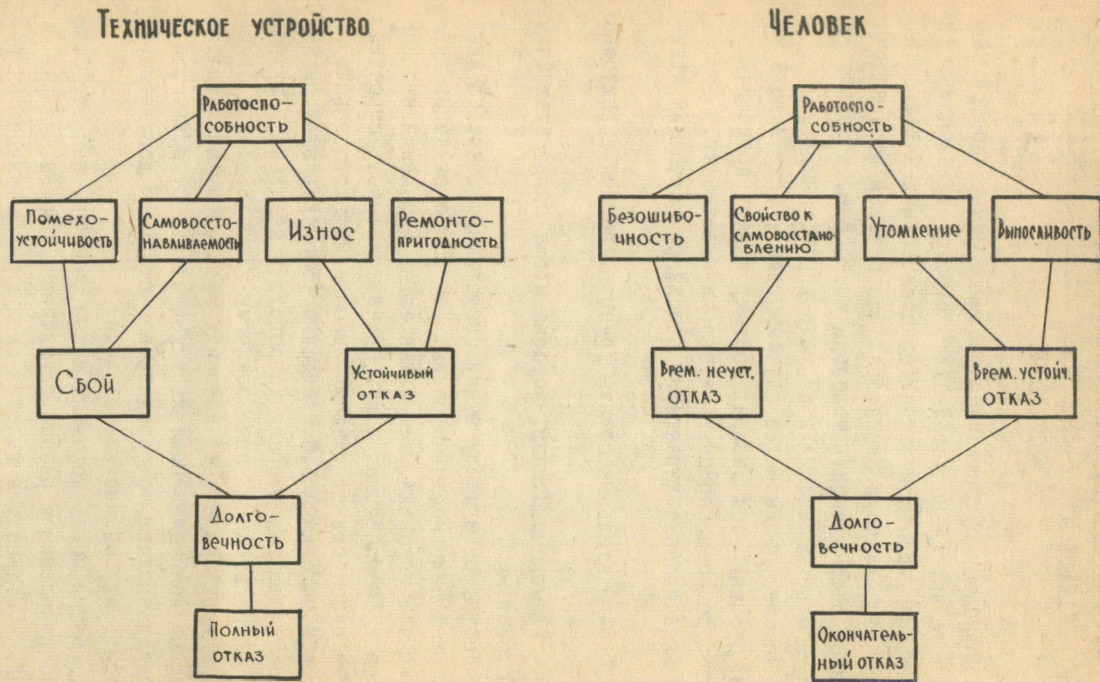 Техническое устройство
Работоспо-
собность
Помехо-
устойчивость
Самовоссто-
навливаемость
Износ
Ремонто-
пригодность
Сбой
Устойчивый
отказ
Долго-
вечность
Полный
отказ
Человек
Работоспо-
собность
Безошибо-
чность
Свойство к
самовосстано-
влению
Утомление
Выносливость
Врем. неуст.
отказ
Врем. устойч.
отказ
Долго-
вечность
Окончатель-
ный отказ